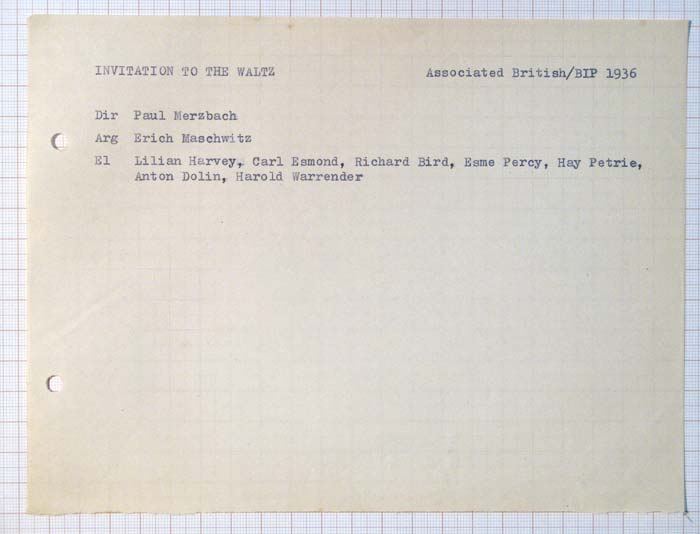 INVITATION TO THE WALTZ Associated British/BIP 1936
Dir Paul Merzbach
Arg Erich Maschwitz
El Lilian Harvey, Carl Esmond, Richard Bird, Esme Percy, Hay Petrie,
Anton Dolin, Harold Warrender